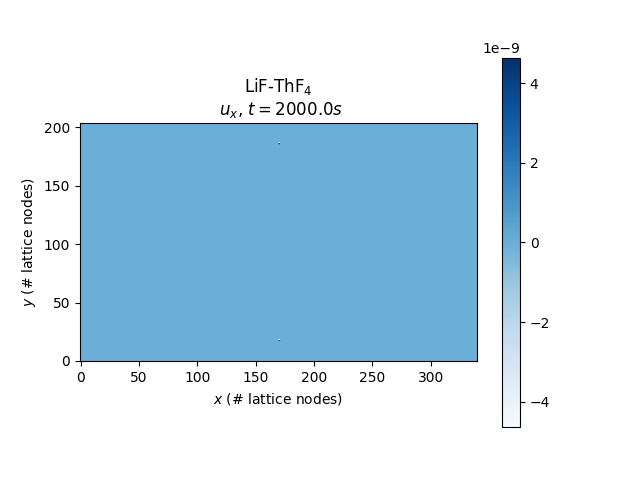 1e−9
LiF-ThF₄
uₓ, t = 2000.0s
200
150
100
50
0
y (# lattice nodes)
0 50 100 150 200 250 300
x (# lattice nodes)
4
2
0
−2
−4